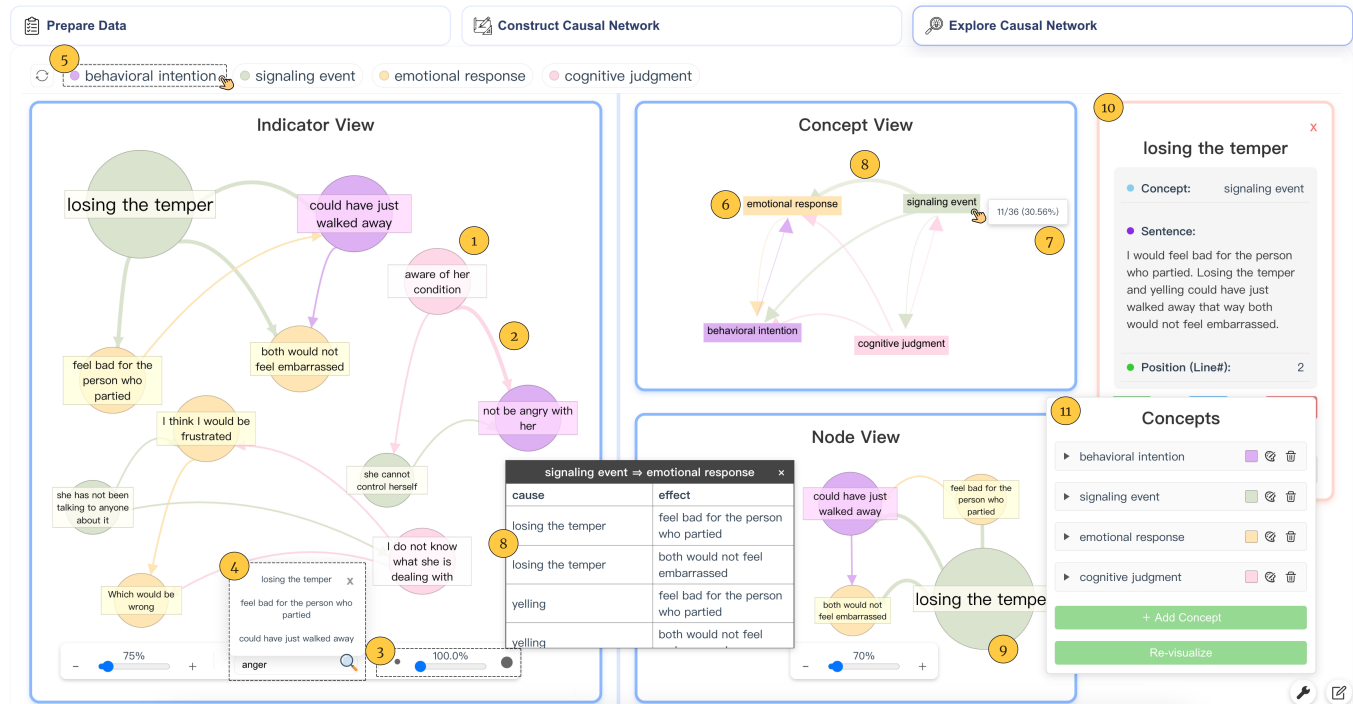 Prepare Data
Construct Causal Network
Explore Causal Network
5
behavioral intention
signaling event
emotional response
cognitive judgment
Indicator View
losing the temper
could have just
walked away
1
aware of her
condition
2
feel bad for the
person who
partied
both would not
feel embarrassed
I think I would be
frustrated
not be angry with
her
she cannot
control herself
she has not been
talking to anyone
about it
I do not know
what she is
dealing with
Which would be
wrong
4
losing the temper
x
feel bad for the person who
partied
could have just walked away
anger
75%
−
+
3
100.0%
Concept View
8
6
emotional response
signaling event
11/36 (30.56%)
7
behavioral intention
cognitive judgment
8
signaling event ⇒ emotional response
×
cause
effect
losing the temper
feel bad for the person
who partied
losing the temper
both would not feel
embarrassed
yelling
feel bad for the person
who partied
yelling
both would not feel
Node View
could have just
walked away
feel bad for the
person who
partied
both would not
feel embarrassed
losing the tempe
9
70%
−
+
10
x
losing the temper
Concept:
signaling event
Sentence:
I would feel bad for the person
who partied. Losing the temper
and yelling could have just
walked away that way both
would not feel embarrassed.
Position (Line#):
2
11
Concepts
behavioral intention
signaling event
emotional response
cognitive judgment
+ Add Concept
Re-visualize